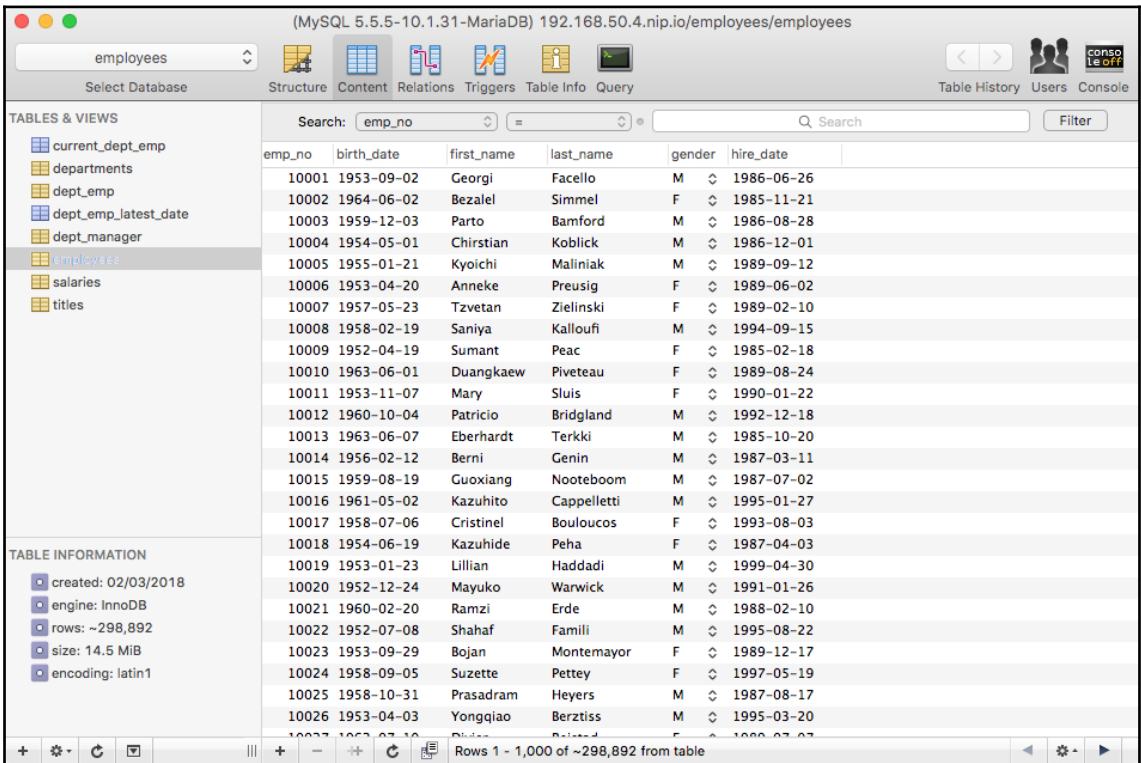 (MySQL 5.5.5-10.1.31-MariaDB) 192.168.50.4.nip.io/employees/employees
employees
Select Database
Structure Content Relations Triggers Table Info Query
Table History Users Console
conso
le off
TABLES & VIEWS
current_dept_emp
departments
dept_emp
dept_emp_latest_date
dept_manager
employees
salaries
titles
TABLE INFORMATION
created: 02/03/2018
engine: InnoDB
rows: ~298,892
size: 14.5 MiB
encoding: latin1
Search: emp_no = Search Filter
emp_no birth_date first_name last_name gender hire_date
10001 1953-09-02 Georgi Facello M 1986-06-26
10002 1964-06-02 Bezalel Simmel F 1985-11-21
10003 1959-12-03 Parto Bamford M 1986-08-28
10004 1954-05-01 Chirstian Koblick M 1986-12-01
10005 1955-01-21 Kyoichi Maliniak M 1989-09-12
10006 1953-04-20 Anneke Preusig F 1989-06-02
10007 1957-05-23 Tzvetan Zielinski F 1989-02-10
10008 1958-02-19 Saniya Kalloufi M 1994-09-15
10009 1952-04-19 Sumant Peac F 1985-02-18
10010 1963-06-01 Duangkaew Piveteau F 1989-08-24
10011 1953-11-07 Mary Sluis F 1990-01-22
10012 1960-10-04 Patricio Bridgland M 1992-12-18
10013 1963-06-07 Eberhardt Terkki M 1985-10-20
10014 1956-02-12 Berni Genin M 1987-03-11
10015 1959-08-19 Guoxiang Nooteboom M 1987-07-02
10016 1961-05-02 Kazuhito Cappelletti M 1995-01-27
10017 1958-07-06 Cristinel Bouloucos F 1993-08-03
10018 1954-06-19 Kazuhide Peha F 1987-04-03
10019 1953-01-23 Lillian Haddadi M 1999-04-30
10020 1952-12-24 Mayuko Warwick M 1991-01-26
10021 1960-02-20 Ramzi Erde M 1988-02-10
10022 1952-07-08 Shahaf Famili M 1995-08-22
10023 1953-09-29 Bojan Montemayor F 1989-12-17
10024 1958-09-05 Suzette Pettey F 1997-05-19
10025 1958-10-31 Prasadram Heyers M 1987-08-17
10026 1953-04-03 Yongqiao Berztiss M 1995-03-20
Rows 1 - 1,000 of ~298,892 from table